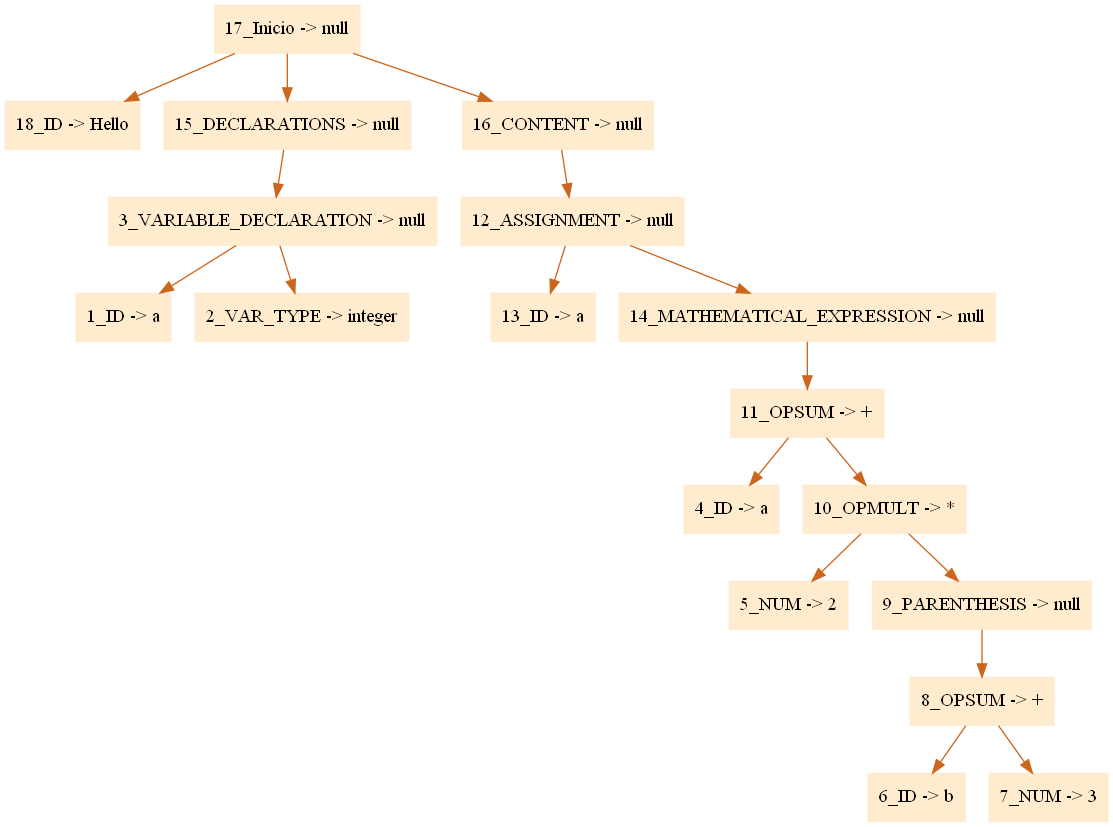 17_Inicio -> null
18_ID -> Hello
15_DECLARATIONS -> null
16_CONTENT -> null
3_VARIABLE_DECLARATION -> null
12_ASSIGNMENT -> null
1_ID -> a
2_VAR_TYPE -> integer
13_ID -> a
14_MATHEMATICAL_EXPRESSION -> null
11_OPSUM -> +
4_ID -> a
10_OPMULT -> *
5_NUM -> 2
9_PARENTHESIS -> null
8_OPSUM -> +
6_ID -> b
7_NUM -> 3